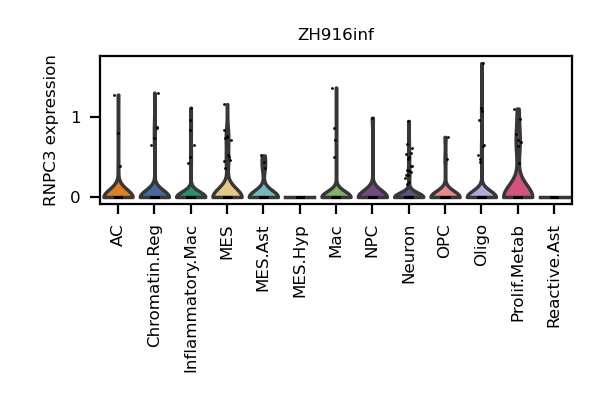 ZH916inf
RNPC3 expression
1
0
AC
Chromatin.Reg
Inflammatory.Mac
MES
MES.Ast
MES.Hyp
Mac
NPC
Neuron
OPC
Oligo
Prolif.Metab
Reactive.Ast